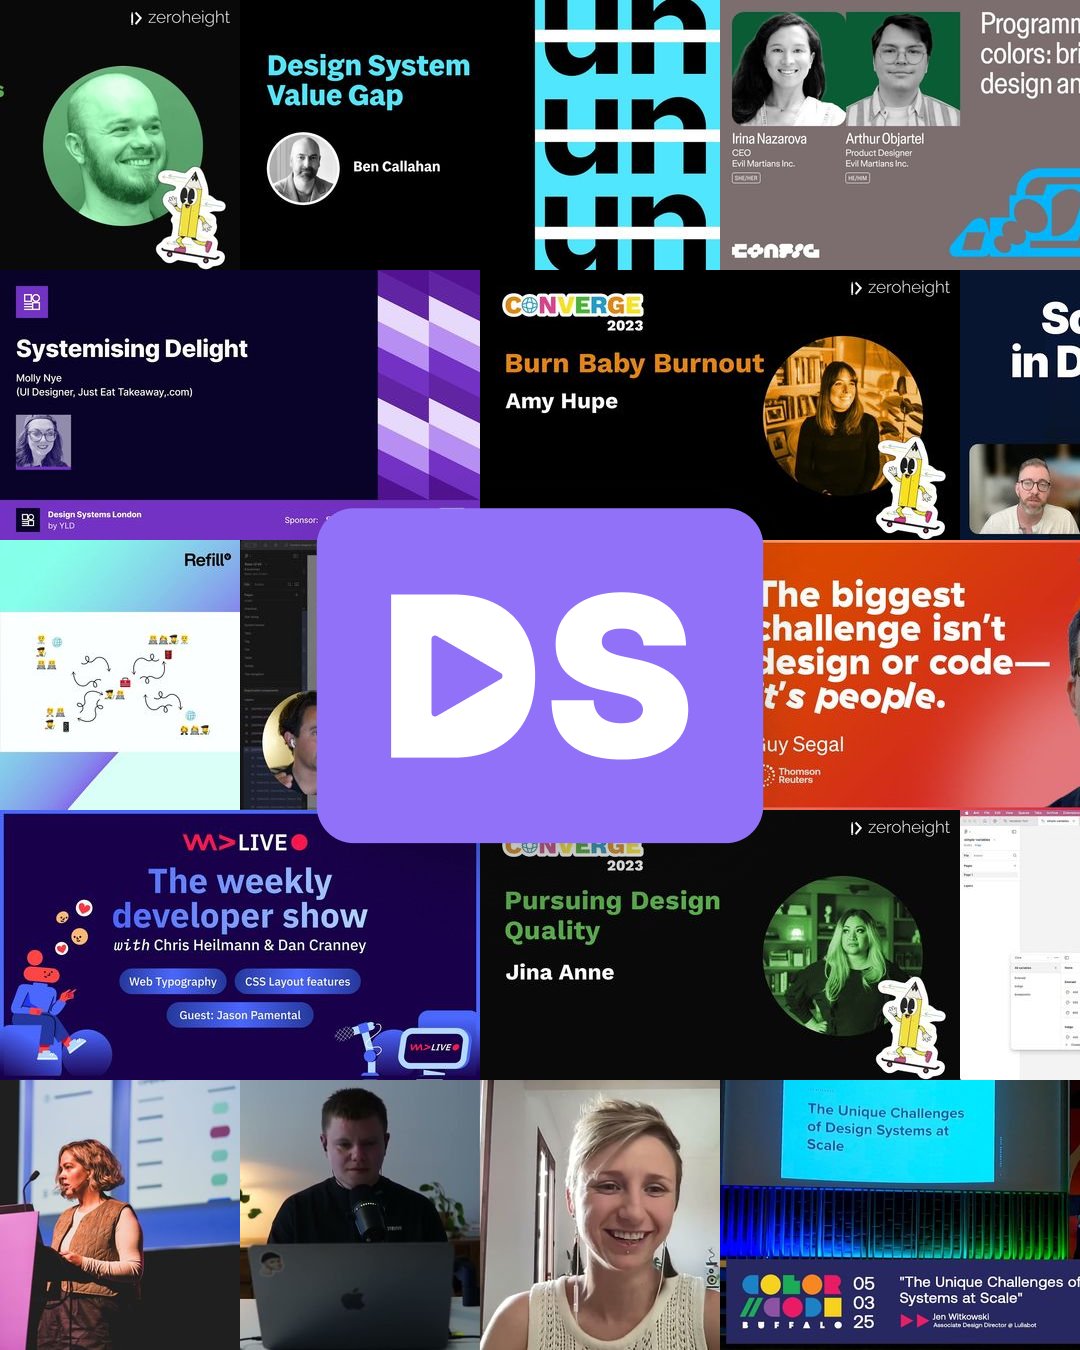 zeroheight
Design System
Value Gap
Ben Callahan
un
un
un
Irina Nazarova
CEO
Evil Martians Inc.
SHE/HER
Arthur Objartel
Product Designer
Evil Martians Inc.
HE/HIM
colors:
design
CONFIG
Systemising Delight
Molly Nye
(UI Designer, Just Eat Takeaway,.com)
Design Systems London
by YLD
Sponsor:
zeroheight
CONVERGE
2023
Burn Baby Burnout
Amy Hupe
in
Refill
DS
The biggest
challenge isn't
design or code—
it's people.
Guy Segal
Thomson
Reuters
LIVE
The weekly
developer show
with Chris Heilmann & Dan Cranney
Web Typography
CSS Layout features
Guest: Jason Pamental
LIVE
zeroheight
CONVERGE
2023
Pursuing Design
Quality
Jina Anne
The Unique Challenges
of Design Systems at
Scale
COLOR
//CODE
BUFFALO
05
03
25
"The Unique Challenges of
Systems at Scale"
Jen Witkowski
Associate Design Director @ Lullabot